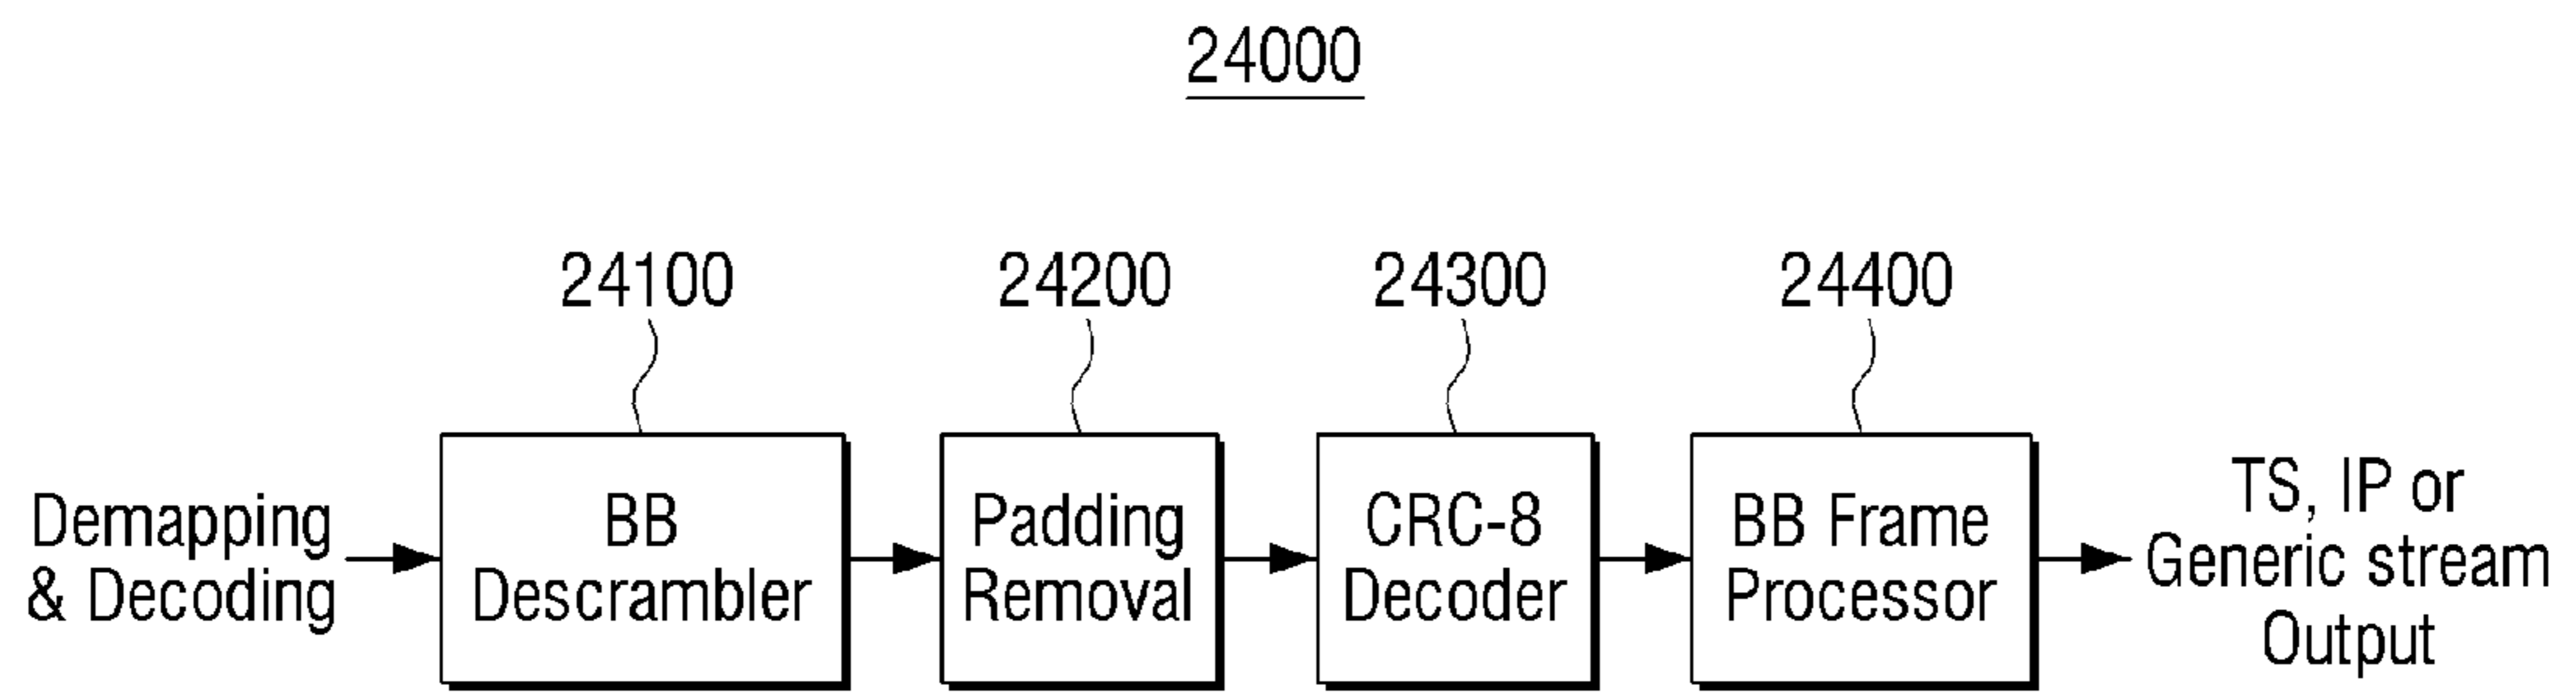 24000
24100
24200
24300
24400
Demapping
& Decoding
BB
Descrambler
Padding
Removal
CRC-8
Decoder
BB Frame
Processor
TS, IP or
Generic stream
Output